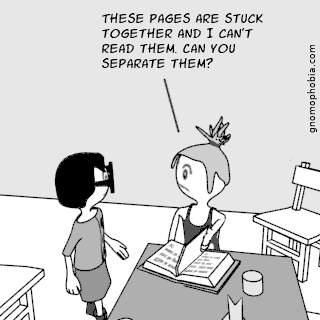 THESE PAGES ARE STUCK
TOGETHER AND I CAN'T
READ THEM. CAN YOU
SEPARATE THEM?
gnomophobia.com